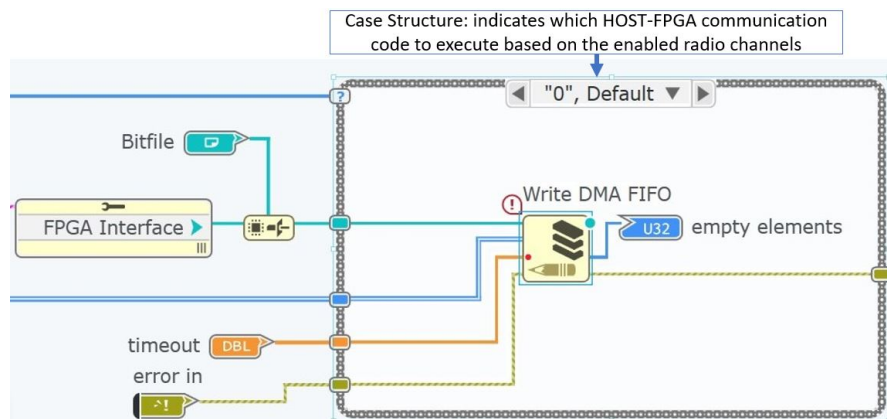 Case Structure: indicates which HOST-FPGA communication
code to execute based on the enabled radio channels
?
"0", Default
Bitfile
Write DMA FIFO
!
FPGA Interface
U32 empty elements
timeout DBL
error in
!